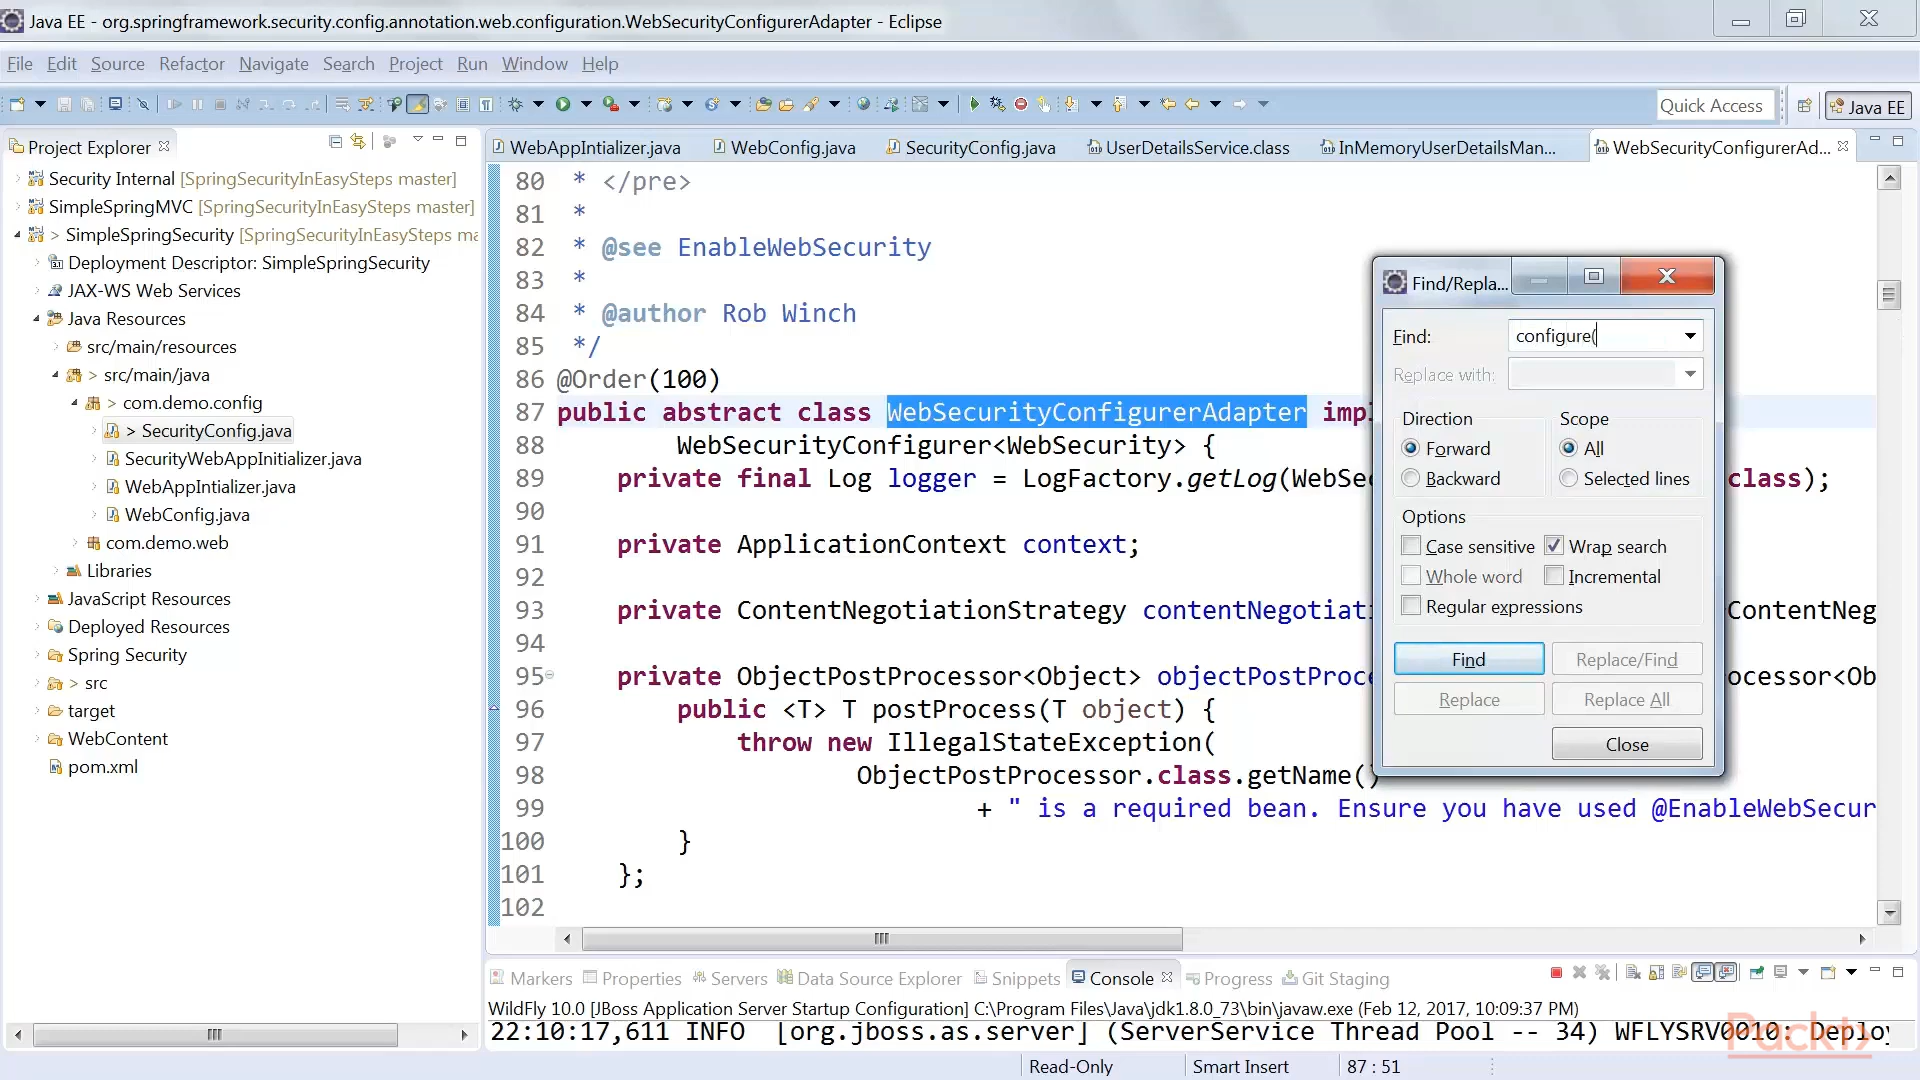 Java EE - org.springframework.security.config.annotation.web.configuration.WebSecurityConfigurerAdapter - Eclipse
File Edit Source Refactor Navigate Search Project Run Window Help
Quick Access Java EE
Project Explorer
Security Internal [SpringSecurityInEasySteps master]
SimpleSpringMVC [SpringSecurityInEasySteps master]
> SimpleSpringSecurity [SpringSecurityInEasySteps ma
Deployment Descriptor: SimpleSpringSecurity
JAX-WS Web Services
Java Resources
src/main/resources
> src/main/java
> com.demo.config
> SecurityConfig.java
SecurityWebAppInitializer.java
WebAppIntializer.java
WebConfig.java
com.demo.web
Libraries
JavaScript Resources
Deployed Resources
Spring Security
> src
target
WebContent
pom.xml
WebAppIntializer.java WebConfig.java SecurityConfig.java UserDetailsService.class InMemoryUserDetailsMan... WebSecurityConfigurerAd...
80 * </pre>
81 *
82 * @see EnableWebSecurity
83 *
84 * @author Rob Winch
85 */
86 @Order(100)
87 public abstract class WebSecurityConfigurerAdapter impl
88 WebSecurityConfigurer<WebSecurity> {
89 private final Log logger = LogFactory.getLog(WebSec class);
90
91 private ApplicationContext context;
92
93 private ContentNegotiationStrategy contentNegotiati ContentNeg
94
95 private ObjectPostProcessor<Object> objectPostProce ocessor<Ob
96 public <T> T postProcess(T object) {
97 throw new IllegalStateException(
98 ObjectPostProcessor.class.getName()
99 + " is a required bean. Ensure you have used @EnableWebSecur
100 }
101 };
102
Find/Repla...
Find: configure(
Replace with:
Direction Scope
Forward All
Backward Selected lines
Options
Case sensitive Wrap search
Whole word Incremental
Regular expressions
Find Replace/Find
Replace Replace All
Close
Markers Properties Servers Data Source Explorer Snippets Console Progress Git Staging
WildFly 10.0 [JBoss Application Server Startup Configuration] C:\Program Files\Java\jdk1.8.0_73\bin\javaw.exe (Feb 12, 2017, 10:09:37 PM)
22:10:17,611 INFO [org.jboss.as.server] (ServerService Thread Pool -- 34) WFLYSRV0010: Deploy
Packt>
Read-Only Smart Insert 87 : 51